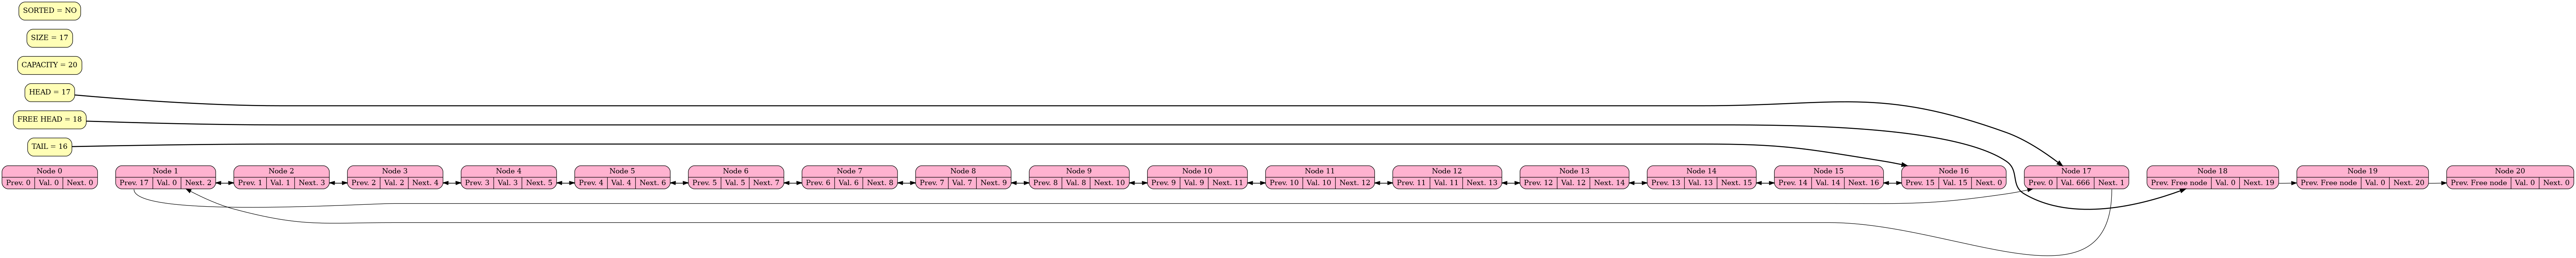 SORTED = NO
SIZE = 17
CAPACITY = 20
HEAD = 17
FREE HEAD = 18
TAIL = 16
Node 0
Prev. 0 Val. 0 Next. 0
Node 1
Prev. 17 Val. 0 Next. 2
Node 2
Prev. 1 Val. 1 Next. 3
Node 3
Prev. 2 Val. 2 Next. 4
Node 4
Prev. 3 Val. 3 Next. 5
Node 5
Prev. 4 Val. 4 Next. 6
Node 6
Prev. 5 Val. 5 Next. 7
Node 7
Prev. 6 Val. 6 Next. 8
Node 8
Prev. 7 Val. 7 Next. 9
Node 9
Prev. 8 Val. 8 Next. 10
Node 10
Prev. 9 Val. 9 Next. 11
Node 11
Prev. 10 Val. 10 Next. 12
Node 12
Prev. 11 Val. 11 Next. 13
Node 13
Prev. 12 Val. 12 Next. 14
Node 14
Prev. 13 Val. 13 Next. 15
Node 15
Prev. 14 Val. 14 Next. 16
Node 16
Prev. 15 Val. 15 Next. 0
Node 17
Prev. 0 Val. 666 Next. 1
Node 18
Prev. Free node Val. 0 Next. 19
Node 19
Prev. Free node Val. 0 Next. 20
Node 20
Prev. Free node Val. 0 Next. 0